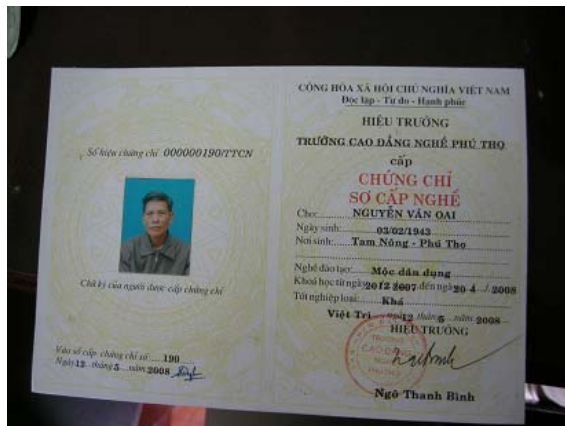 Số hiệu chứng chỉ 000000190/TTCN
Chữ ký của người được cấp chứng chỉ
Vào sổ cấp chứng chỉ số 190
Ngày 12 tháng 5 năm 2008
CỘNG HÒA XÃ HỘI CHỦ NGHĨA VIỆT NAM
Độc lập - Tự do - Hạnh phúc
HIỆU TRƯỞNG
TRƯỜNG CAO ĐẲNG NGHỀ PHÚ THỌ
cấp
CHỨNG CHỈ
SƠ CẤP NGHỀ
Cho: NGUYỄN VĂN OAI
Ngày sinh: 03/02/1943
Nơi sinh: Tam Nông - Phú Thọ
Nghề đào tạo: Mộc dân dụng
Khoá học từ ngày 2012 2007 đến ngày 20 4 / 2008
Tốt nghiệp loại: Khá
Việt Trì ngày 12 tháng 5 năm 2008
HIỆU TRƯỞNG
CAO ĐẲNG
NGHỀ
Ngô Thanh Bình